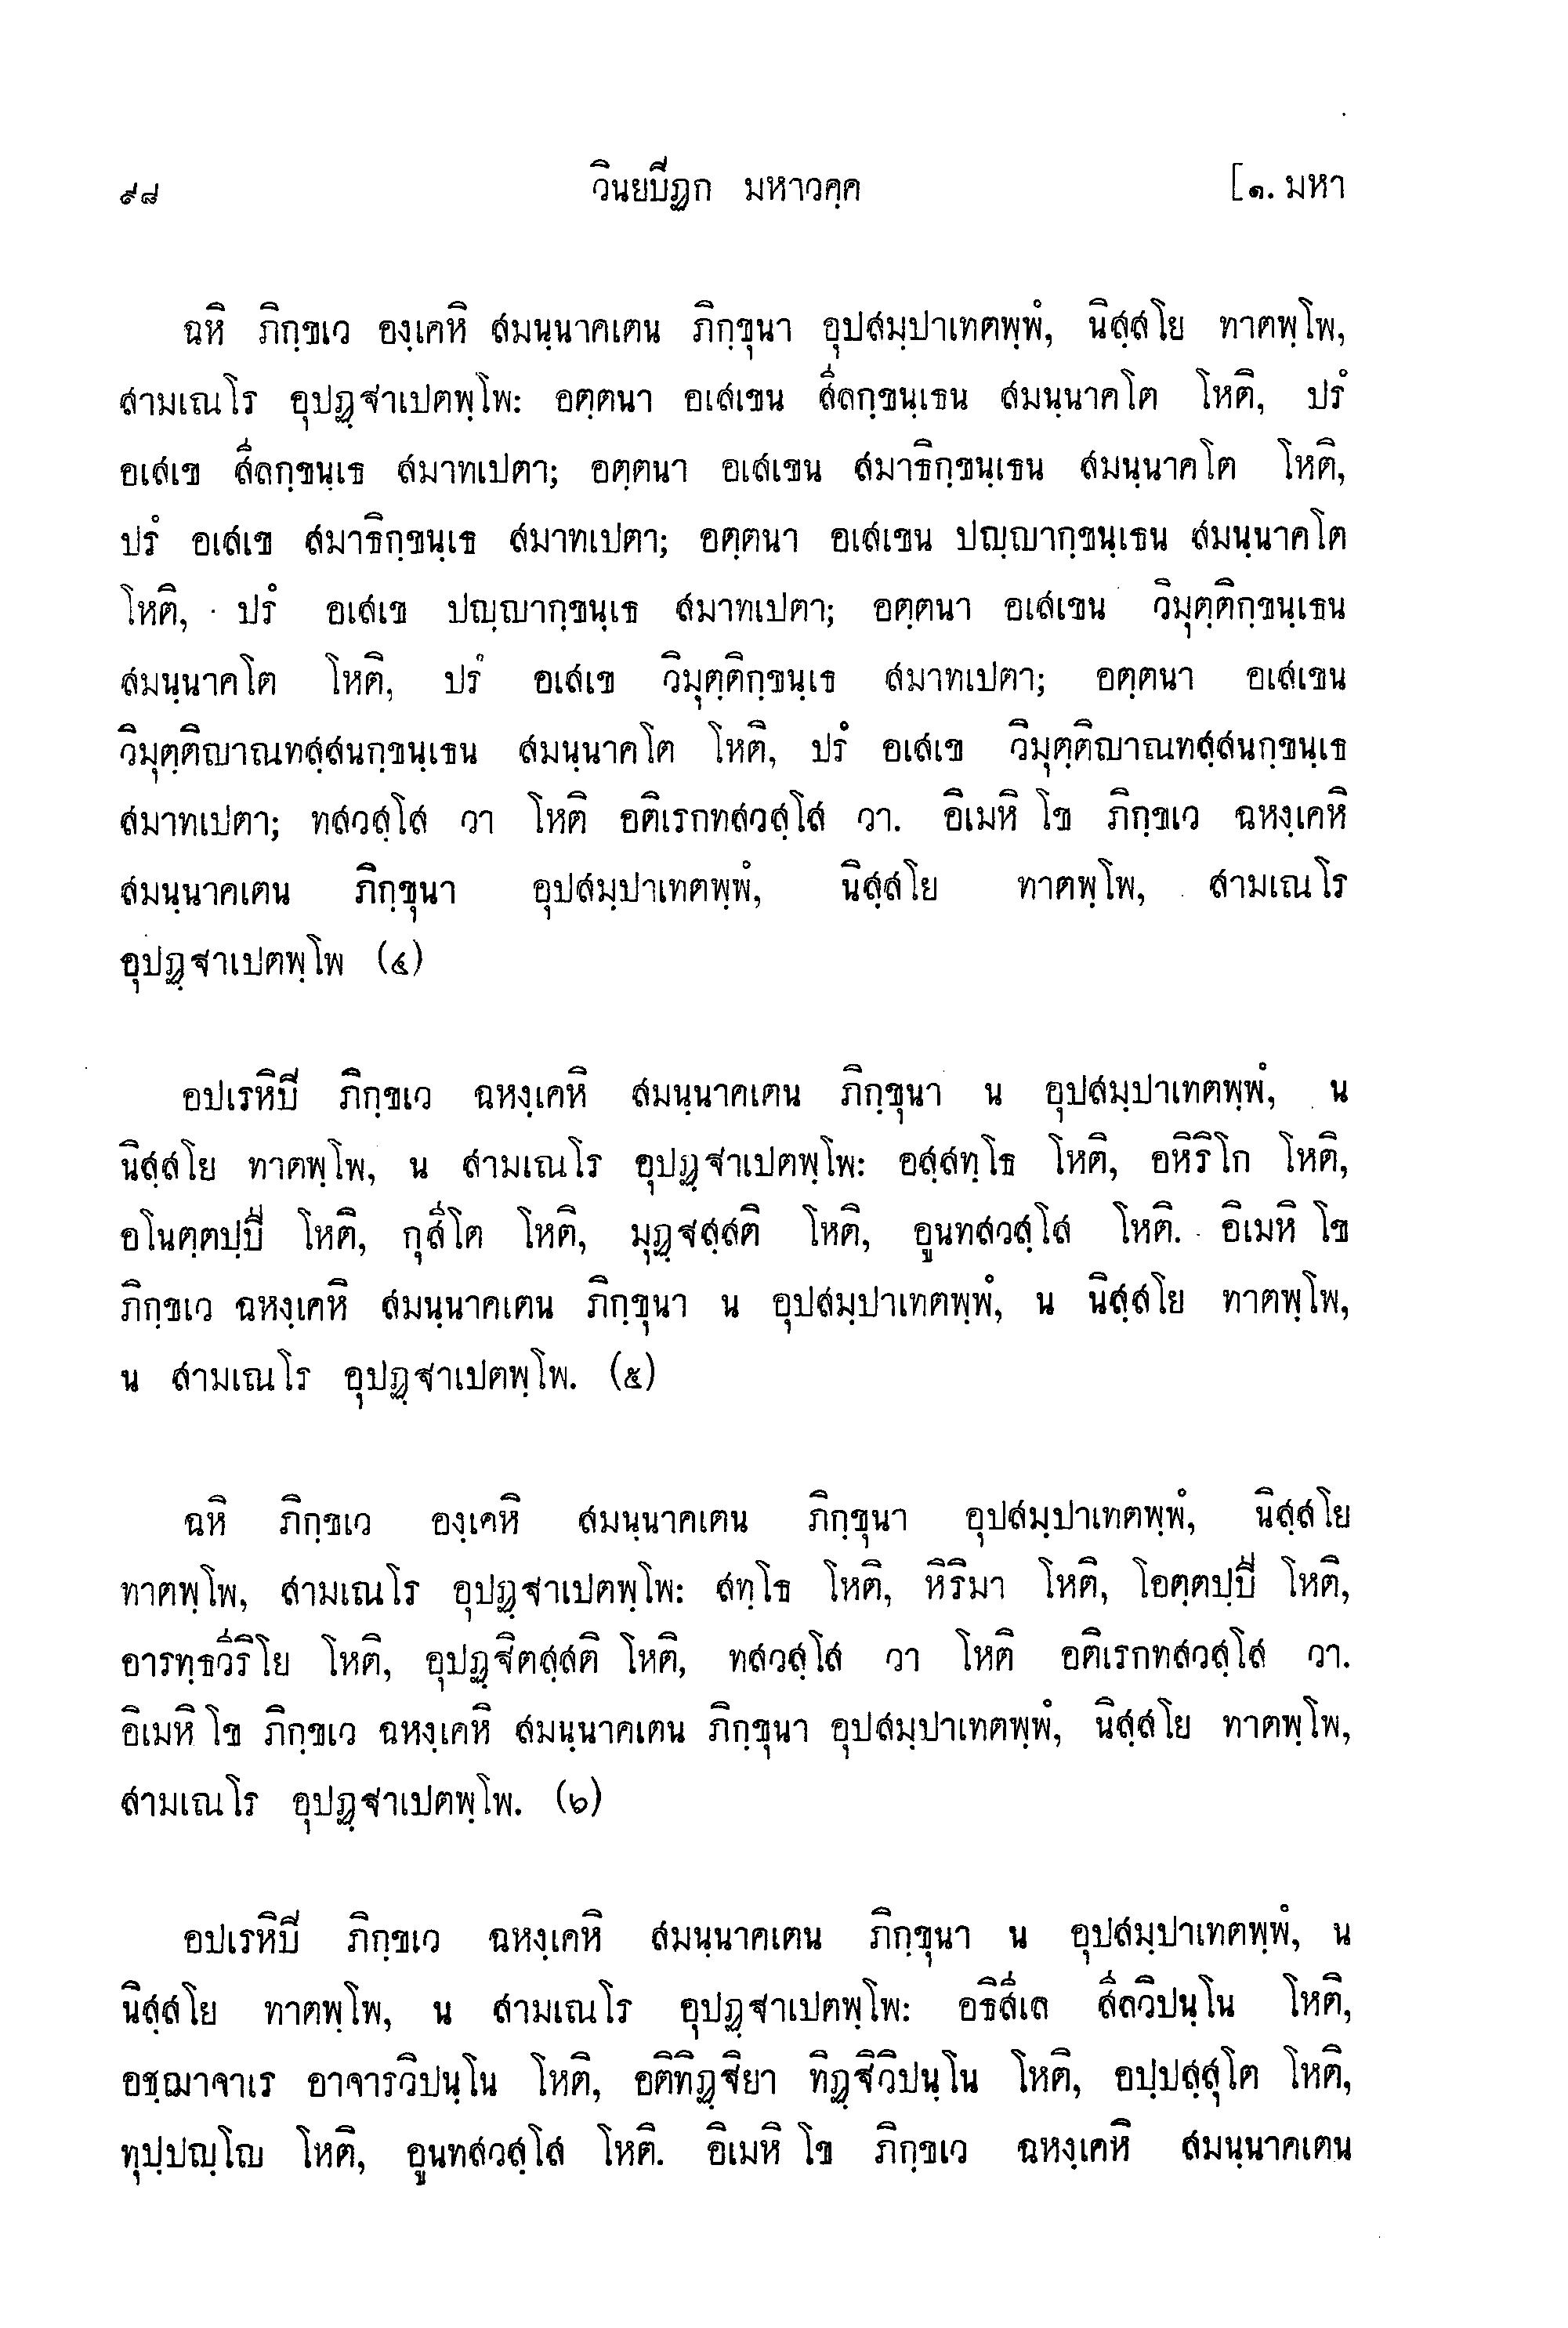 ๙๘ วินยปิฏก มหาวคฺค [๑. มหา
ฉหิ ภิกฺขเว องฺเคหิ สมนฺนาคเตน ภิกฺขุนา อุปสมฺปาเทตพฺพํ, นิสฺสโย ทาตพฺโพ,
สามเณโร อุปฏฺฐาเปตพฺโพ: อตฺตนา อเสเขน สีลกฺขนฺเธน สมนฺนาคโต โหติ, ปรํ
อเสเข สีลกฺขนฺเธ สมาทเปตา; อตฺตนา อเสเขน สมาธิกฺขนฺเธน สมนฺนาคโต โหติ,
ปรํ อเสเข สมาธิกฺขนฺเธ สมาทเปตา; อตฺตนา อเสเขน ปญฺญากฺขนฺเธน สมนฺนาคโต
โหติ, ปรํ อเสเข ปญฺญากฺขนฺเธ สมาทเปตา; อตฺตนา อเสเขน วิมุตฺติกฺขนฺเธน
สมนฺนาคโต โหติ, ปรํ อเสเข วิมุตฺติกฺขนฺเธ สมาทเปตา; อตฺตนา อเสเขน
วิมุตฺติญาณทสฺสนกฺขนฺเธน สมนฺนาคโต โหติ, ปรํ อเสเข วิมุตฺติญาณทสฺสนกฺขนฺเธ
สมาทเปตา; ทสวสฺโส วา โหติ อติเรกทสวสฺโส วา. อิเมหิ โข ภิกฺขเว ฉหงฺเคหิ
สมนฺนาคเตน ภิกฺขุนา อุปสมฺปาเทตพฺพํ, นิสฺสโย ทาตพฺโพ, สามเณโร
อุปฏฺฐาเปตพฺโพ (๔)
อปเรหิปิ ภิกฺขเว ฉหงฺเคหิ สมนฺนาคเตน ภิกฺขุนา น อุปสมฺปาเทตพฺพํ, น
นิสฺสโย ทาตพฺโพ, น สามเณโร อุปฏฺฐาเปตพฺโพ: อสฺสทฺโธ โหติ, อหิริโก โหติ,
อโนตฺตปฺปี โหติ, กุสีโต โหติ, มุฏฺฐสฺสติ โหติ, อูนทสวสฺโส โหติ. อิเมหิ โข
ภิกฺขเว ฉหงฺเคหิ สมนฺนาคเตน ภิกฺขุนา น อุปสมฺปาเทตพฺพํ, น นิสฺสโย ทาตพฺโพ,
น สามเณโร อุปฏฺฐาเปตพฺโพ. (๕)
ฉหิ ภิกฺขเว องฺเคหิ สมนฺนาคเตน ภิกฺขุนา อุปสมฺปาเทตพฺพํ, นิสฺสโย
ทาตพฺโพ, สามเณโร อุปฏฺฐาเปตพฺโพ: สทฺโธ โหติ, หิริมา โหติ, โอตฺตปฺปี โหติ,
อารทฺธวีริโย โหติ, อุปฏฺฐิตสฺสติ โหติ, ทสวสฺโส วา โหติ อติเรกทสวสฺโส วา.
อิเมหิ โข ภิกฺขเว ฉหงฺเคหิ สมนฺนาคเตน ภิกฺขุนา อุปสมฺปาเทตพฺพํ, นิสฺสโย ทาตพฺโพ,
สามเณโร อุปฏฺฐาเปตพฺโพ. (๖)
อปเรหิปิ ภิกฺขเว ฉหงฺเคหิ สมนฺนาคเตน ภิกฺขุนา น อุปสมฺปาเทตพฺพํ, น
นิสฺสโย ทาตพฺโพ, น สามเณโร อุปฏฺฐาเปตพฺโพ: อธิสีเล สีลวิปนฺโน โหติ,
อชฺฌาจาเร อาจารวิปนฺโน โหติ, อติทิฏฺฐิยา ทิฏฺฐิวิปนฺโน โหติ, อปฺปสฺสุโต โหติ,
ทุปฺปญฺโญ โหติ, อูนทสวสฺโส โหติ. อิเมหิ โข ภิกฺขเว ฉหงฺเคหิ สมนฺนาคเตน